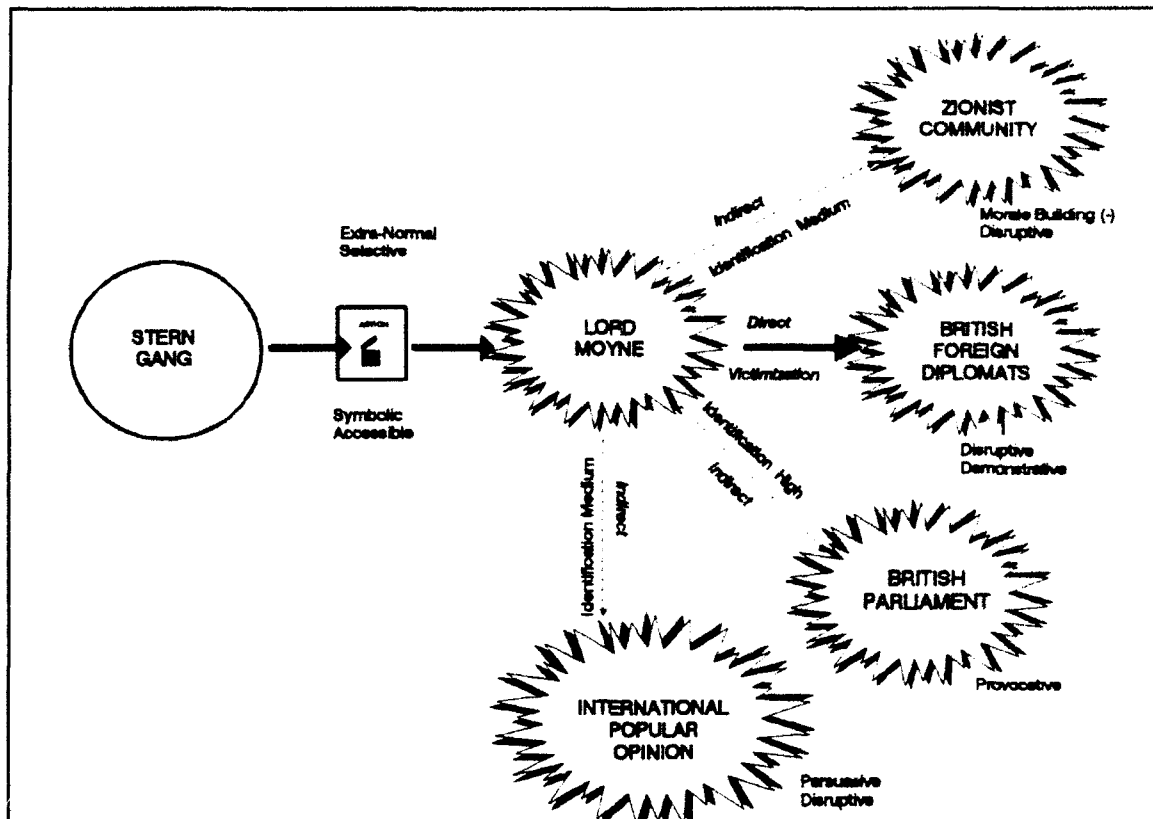 ZIONIST
COMMUNITY
Morale Building (-)
Disruptive
Indirect
Identification Medium
Extra-Normal
Selective
STERN
GANG
Symbolic
Accessible
LORD
MOYNE
Direct
Victimization
BRITISH
FOREIGN
DIPLOMATS
Disruptive
Demonstrative
Identification High
Indirect
Identification Medium
Indirect
BRITISH
PARLIAMENT
Provocative
INTERNATIONAL
POPULAR
OPINION
Persuasive
Disruptive